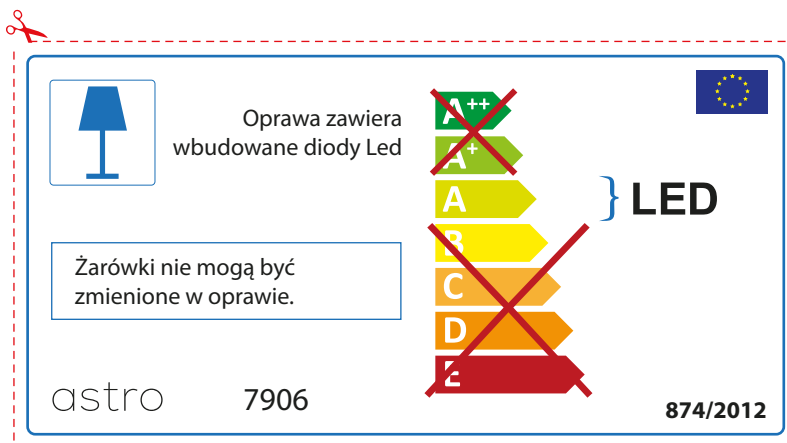 Oprawa zawiera
wbudowane diody Led
Żarówki nie mogą być
zmienione w oprawie.
astro
7906
A++
A+
A
B
C
D
E
LED
874/2012